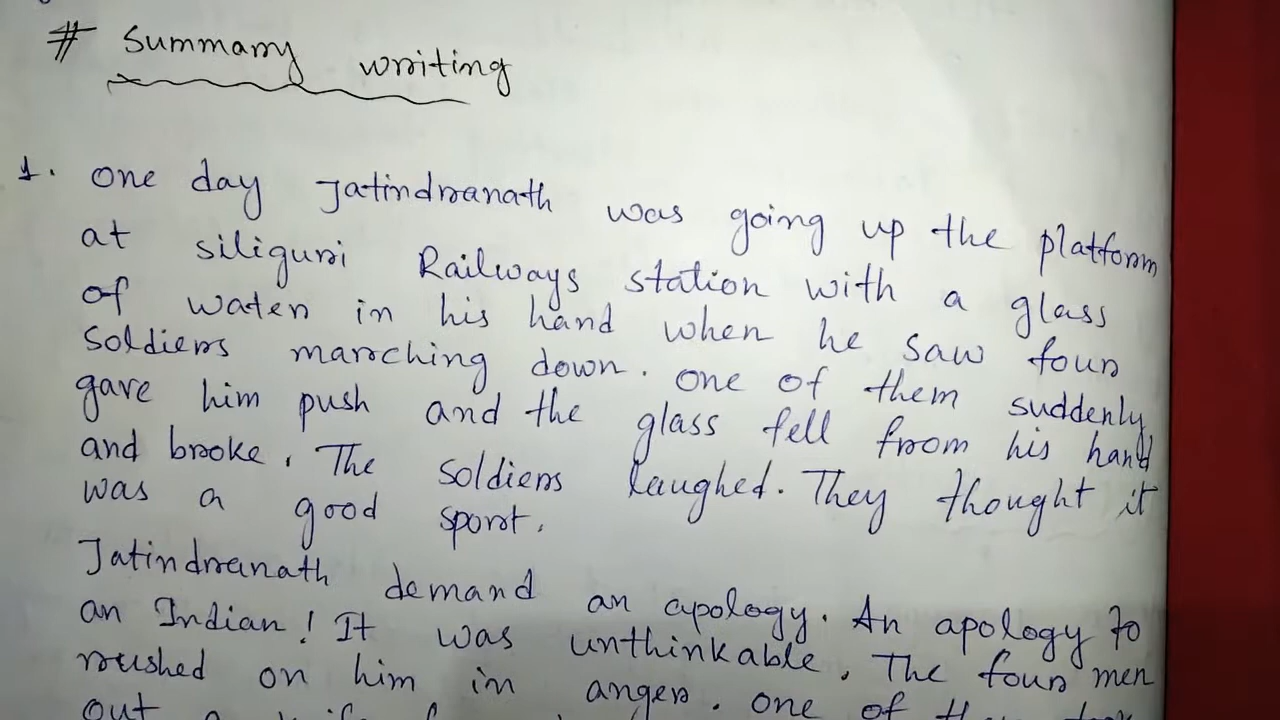 # Summary writing
1. One day Jatindranath was going up the platform
at siliguri Railways station with a glass
of water in his hand when he saw four
soldiers marching down. One of them suddenly
gave him push and the glass fell from his hand
and broke. The soldiers laughed. They thought it
was a good sport.
Jatindranath demand an apology. An apology to
an Indian! It was unthinkable. The four men
rushed on him in anger. One of
out a